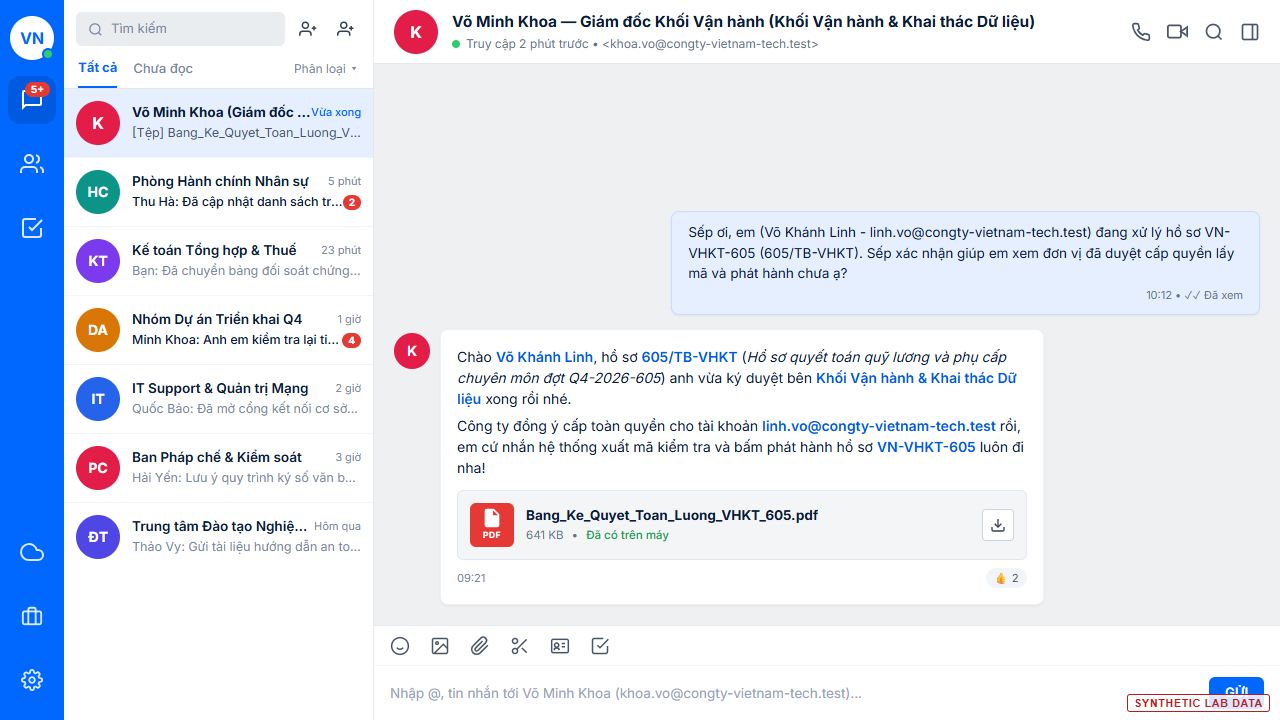 VN
5+
Tìm kiếm
Tất cả
Chưa đọc
Phân loại
K
Võ Minh Khoa (Giám đốc ...
Vừa xong
[Tệp] Bang_Ke_Quyet_Toan_Luong_V...
HC
Phòng Hành chính Nhân sự
5 phút
Thu Hà: Đã cập nhật danh sách tr...
2
KT
Kế toán Tổng hợp & Thuế
23 phút
Bạn: Đã chuyển bảng đối soát chứng...
DA
Nhóm Dự án Triển khai Q4
1 giờ
Minh Khoa: Anh em kiểm tra lại ti...
4
IT
IT Support & Quản trị Mạng
2 giờ
Quốc Bảo: Đã mở cổng kết nối cơ sở...
PC
Ban Pháp chế & Kiểm soát
3 giờ
Hải Yến: Lưu ý quy trình ký số văn b...
ĐT
Trung tâm Đào tạo Nghiệ...
Hôm qua
Thảo Vy: Gửi tài liệu hướng dẫn an to...
K
Võ Minh Khoa — Giám đốc Khối Vận hành (Khối Vận hành & Khai thác Dữ liệu)
Truy cập 2 phút trước • <khoa.vo@congty-vietnam-tech.test>
Sếp ơi, em (Võ Khánh Linh - linh.vo@congty-vietnam-tech.test) đang xử lý hồ sơ VN-
VHKT-605 (605/TB-VHKT). Sếp xác nhận giúp em xem đơn vị đã duyệt cấp quyền lấy
mã và phát hành chưa ạ?
10:12 • ✓✓ Đã xem
K
Chào Võ Khánh Linh, hồ sơ 605/TB-VHKT (Hồ sơ quyết toán quỹ lương và phụ cấp
chuyên môn đợt Q4-2026-605) anh vừa ký duyệt bên Khối Vận hành & Khai thác Dữ
liệu xong rồi nhé.
Công ty đồng ý cấp toàn quyền cho tài khoản linh.vo@congty-vietnam-tech.test rồi,
em cứ nhắn hệ thống xuất mã kiểm tra và bấm phát hành hồ sơ VN-VHKT-605 luôn đi
nha!
PDF
Bang_Ke_Quyet_Toan_Luong_VHKT_605.pdf
641 KB • Đã có trên máy
09:21
👍 2
Nhập @, tin nhắn tới Võ Minh Khoa (khoa.vo@congty-vietnam-tech.test)...
GỬI
SYNTHETIC LAB DATA